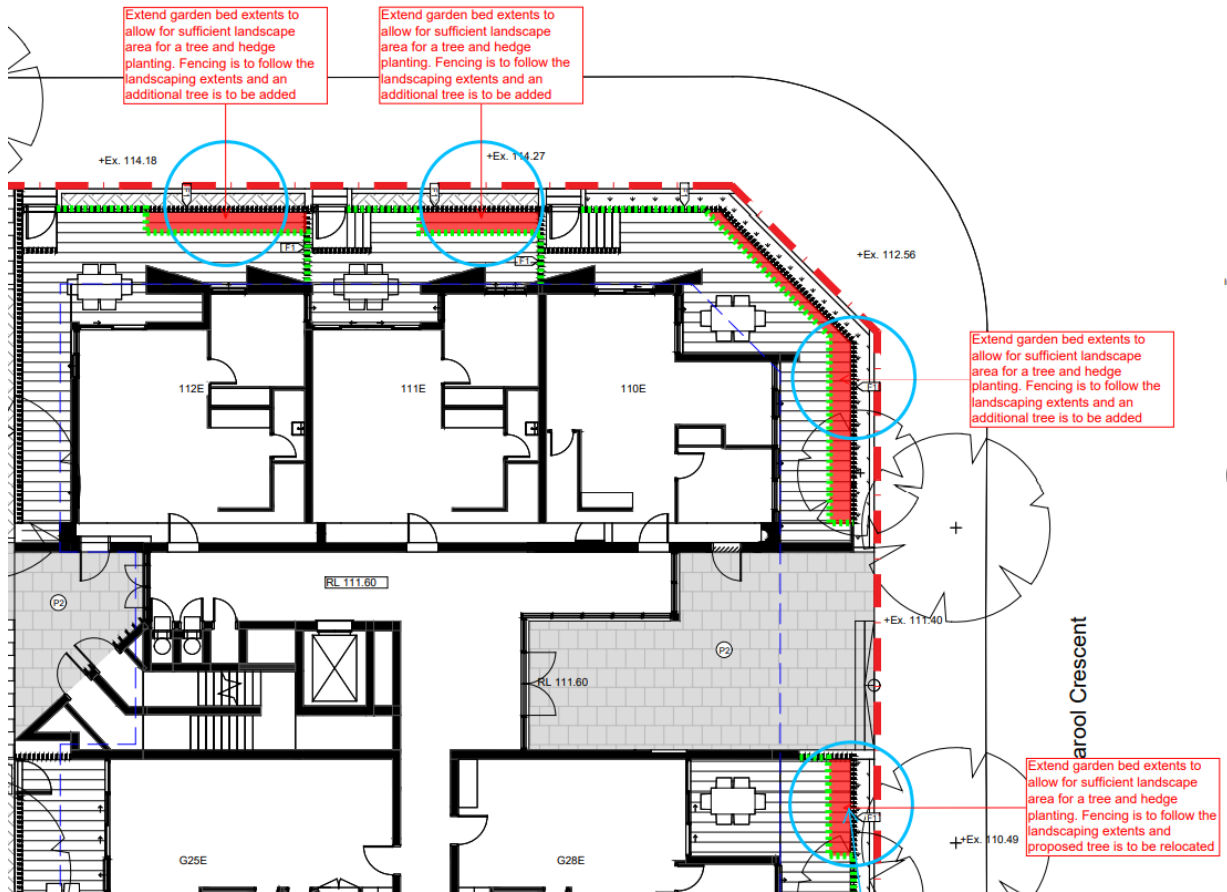 Extend garden bed extents to
allow for sufficient landscape
area for a tree and hedge
planting. Fencing is to follow the
landscaping extents and an
additional tree is to be added
Extend garden bed extents to
allow for sufficient landscape
area for a tree and hedge
planting. Fencing is to follow the
landscaping extents and an
additional tree is to be added
+Ex. 114.18
+Ex. 114.27
+Ex. 112.56
F1
F1
Extend garden bed extents to
allow for sufficient landscape
area for a tree and hedge
planting. Fencing is to follow the
landscaping extents and an
additional tree is to be added
F1
112E
111E
110E
RL 111.60
P2
+Ex. 111.40
P2
RL 111.60
arool Crescent
Extend garden bed extents to
allow for sufficient landscape
area for a tree and hedge
planting. Fencing is to follow the
landscaping extents and
proposed tree is to be relocated
F1
+Ex. 110.49
G25E
G28E